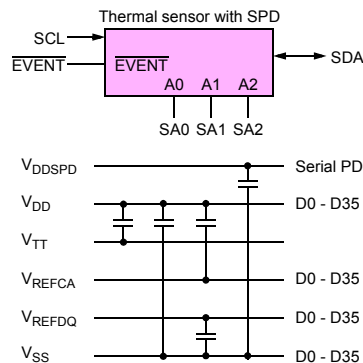 Thermal sensor with SPD
SCL
EVENT EVENT SDA
A0 A1 A2
SA0 SA1 SA2
VDDSPD Serial PD
VDD D0 - D35
VTT
VREFCA D0 - D35
VREFDQ D0 - D35
VSS D0 - D35